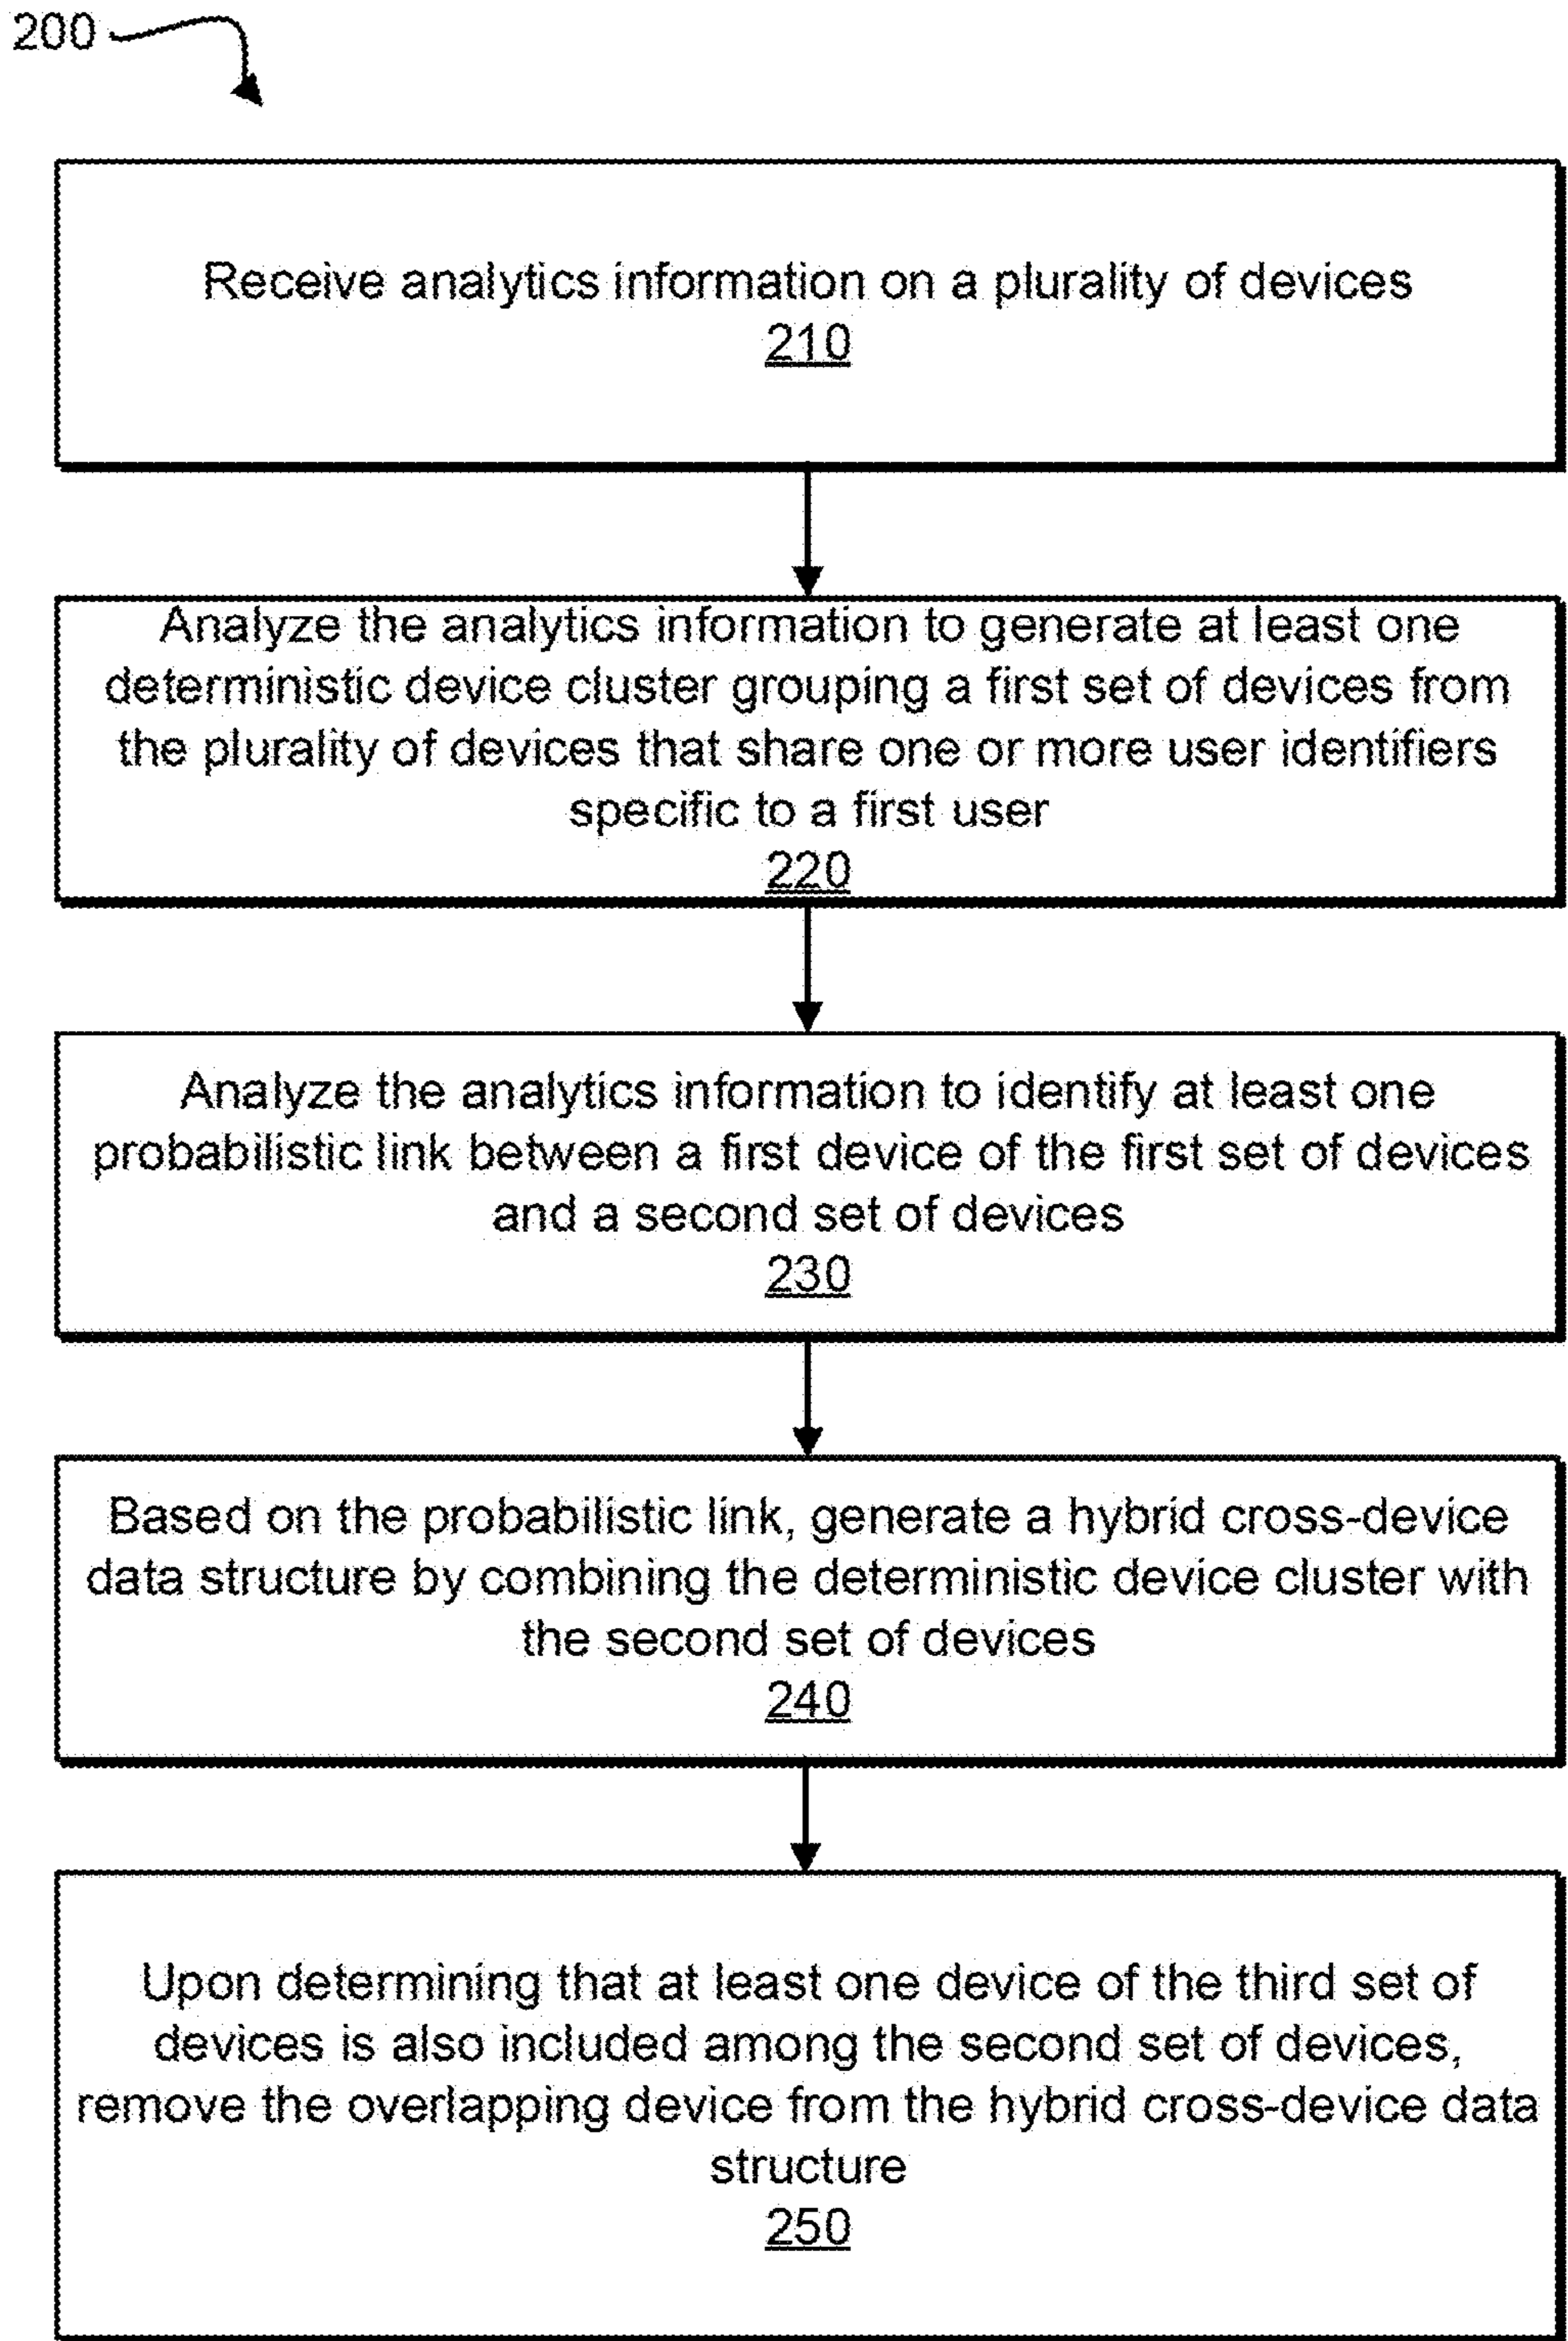 200
Receive analytics information on a plurality of devices
210
Analyze the analytics information to generate at least one
deterministic device cluster grouping a first set of devices from
the plurality of devices that share one or more user identifiers
specific to a first user
220
Analyze the analytics information to identify at least one
probabilistic link between a first device of the first set of devices
and a second set of devices
230
Based on the probabilistic link, generate a hybrid cross-device
data structure by combining the deterministic device cluster with
the second set of devices
240
Upon determining that at least one device of the third set of
devices is also included among the second set of devices,
remove the overlapping device from the hybrid cross-device data
structure
250